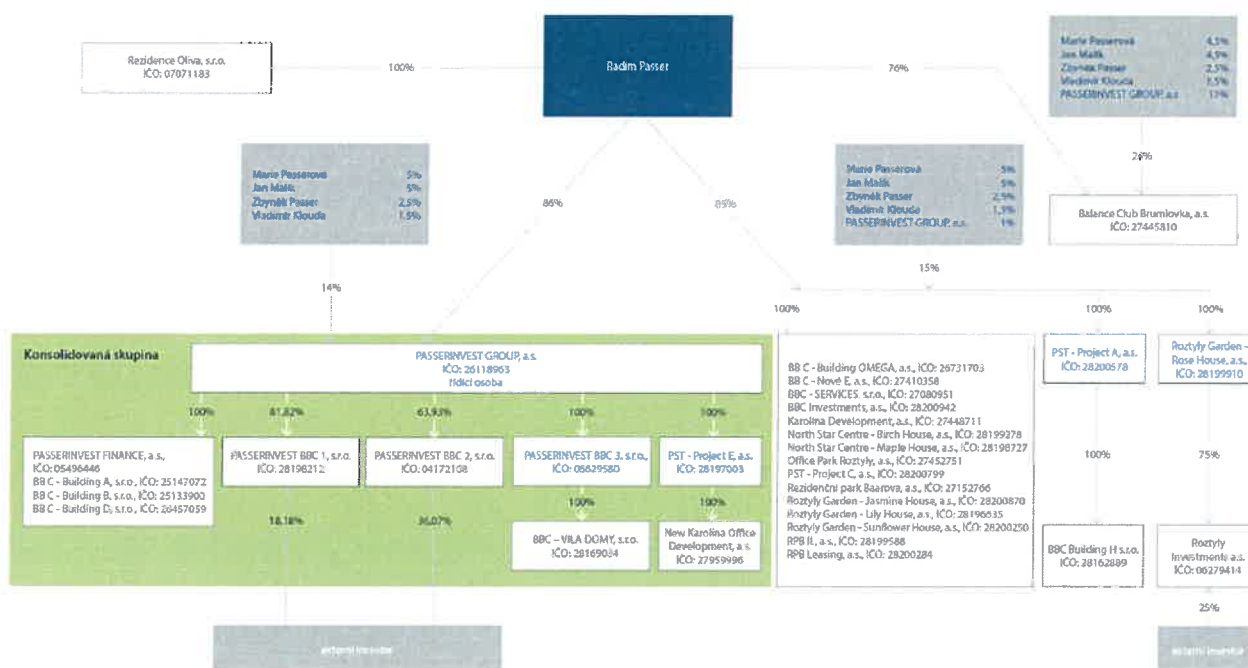 Rezidence Oliva, s.r.o.
IČO: 07071183
100%
Radim Passer
76%
Marie Passerová 4,5%
Jan Malík 4,5%
Zbyněk Passer 2,5%
Vladimír Klouda 1,5%
PASSERINVEST GROUP, a.s.
Marie Passerová 5%
Jan Malík 5%
Zbyněk Passer 2,5%
Vladimír Klouda 1,5%
86%
85%
Marie Passerová 5%
Jan Malík 5%
Zbyněk Passer 2,5%
Vladimír Klouda 1,5%
PASSERINVEST GROUP, a.s. 1%
Balance Club Brumlovka, a.s.
IČO: 27445810
14%
15%
100%
100%
100%
Konsolidovaná skupina
PASSERINVEST GROUP, a.s.
IČO: 26118963
řídící osoba
100%
81,82%
63,93%
100%
100%
PASSERINVEST FINANCE, a.s.,
IČO: 05496446
BB C - Building A, s.r.o., IČO: 25147072
BB C - Building B, s.r.o., IČO: 25133900
BB C - Building D, s.r.o., IČO: 26457059
PASSERINVEST BBC 1, s.r.o.
IČO: 28198212
PASSERINVEST BBC 2, s.r.o.
IČO: 04172108
PASSERINVEST BBC 3, s.r.o.
IČO: 06629580
PST - Project E, a.s.
IČO: 28197003
18,18%
36,07%
100%
100%
BBC – VILA DOMY, s.r.o.
IČO: 28169034
New Karolina Office
Development, a.s.
IČO: 27959996
BB C - Building OMEGA, a.s., IČO: 26731703
BB C - Nové E, a.s., IČO: 27410358
BBC - SERVICES, s.r.o., IČO: 27080951
BBC Investments, a.s., IČO: 28200942
Karolina Development, a.s., IČO: 27448711
North Star Centre - Birch House, a.s., IČO: 28199278
North Star Centre - Maple House, a.s., IČO: 28198727
Office Park Roztyly, a.s., IČO: 27452751
PST - Project C, a.s., IČO: 28200799
Rezidenční park Baarova, a.s., IČO: 27152766
Roztyly Garden - Jasmine House, a.s., IČO: 28200870
Roztyly Garden - Lily House, a.s., IČO: 28196635
Roztyly Garden - Sunflower House, a.s., IČO: 28200250
RPB II., a.s., IČO: 28199588
RPB Leasing, a.s., IČO: 28200284
PST - Project A, a.s.
IČO: 28200578
Roztyly Garden -
Rose House, a.s.,
IČO: 28199910
100%
75%
BBC Building H s.r.o.
IČO: 28162889
Roztyly
Investments a.s.
IČO: 06279414
25%
externí investor
externí investor